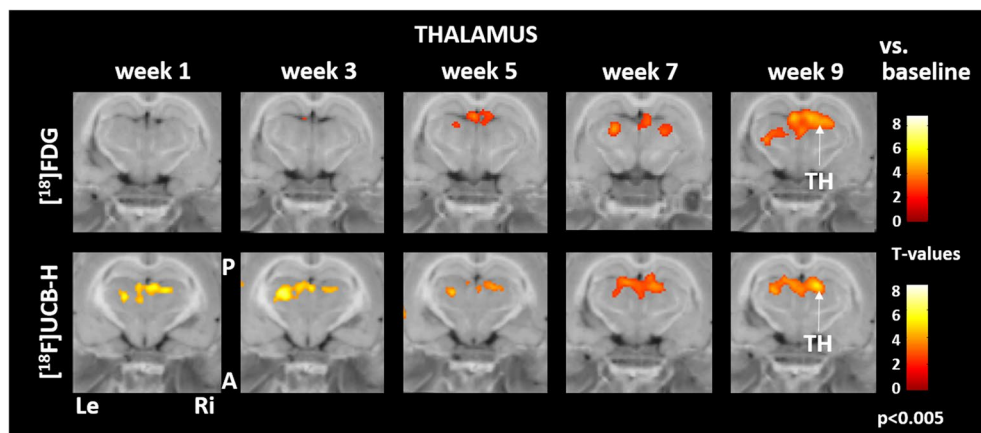 THALAMUS
vs.
baseline
week 1 week 3 week 5 week 7 week 9
[¹⁸]FDG
8
6
4
2
0
TH
T-values
[¹⁸F]UCB-H
P
A
8
6
4
2
0
TH
Le Ri
p<0.005